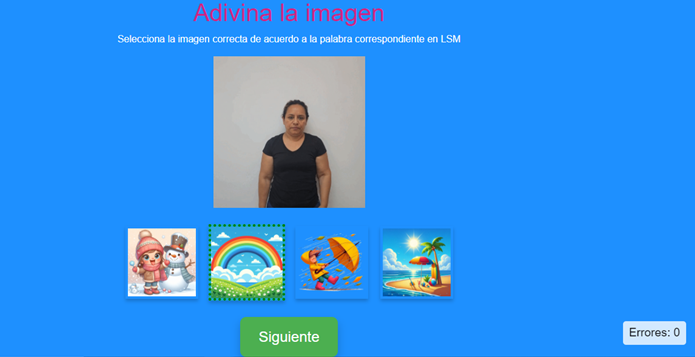 Adivina la imagen
Selecciona la imagen correcta de acuerdo a la palabra correspondiente en LSM
Siguiente
Errores: 0